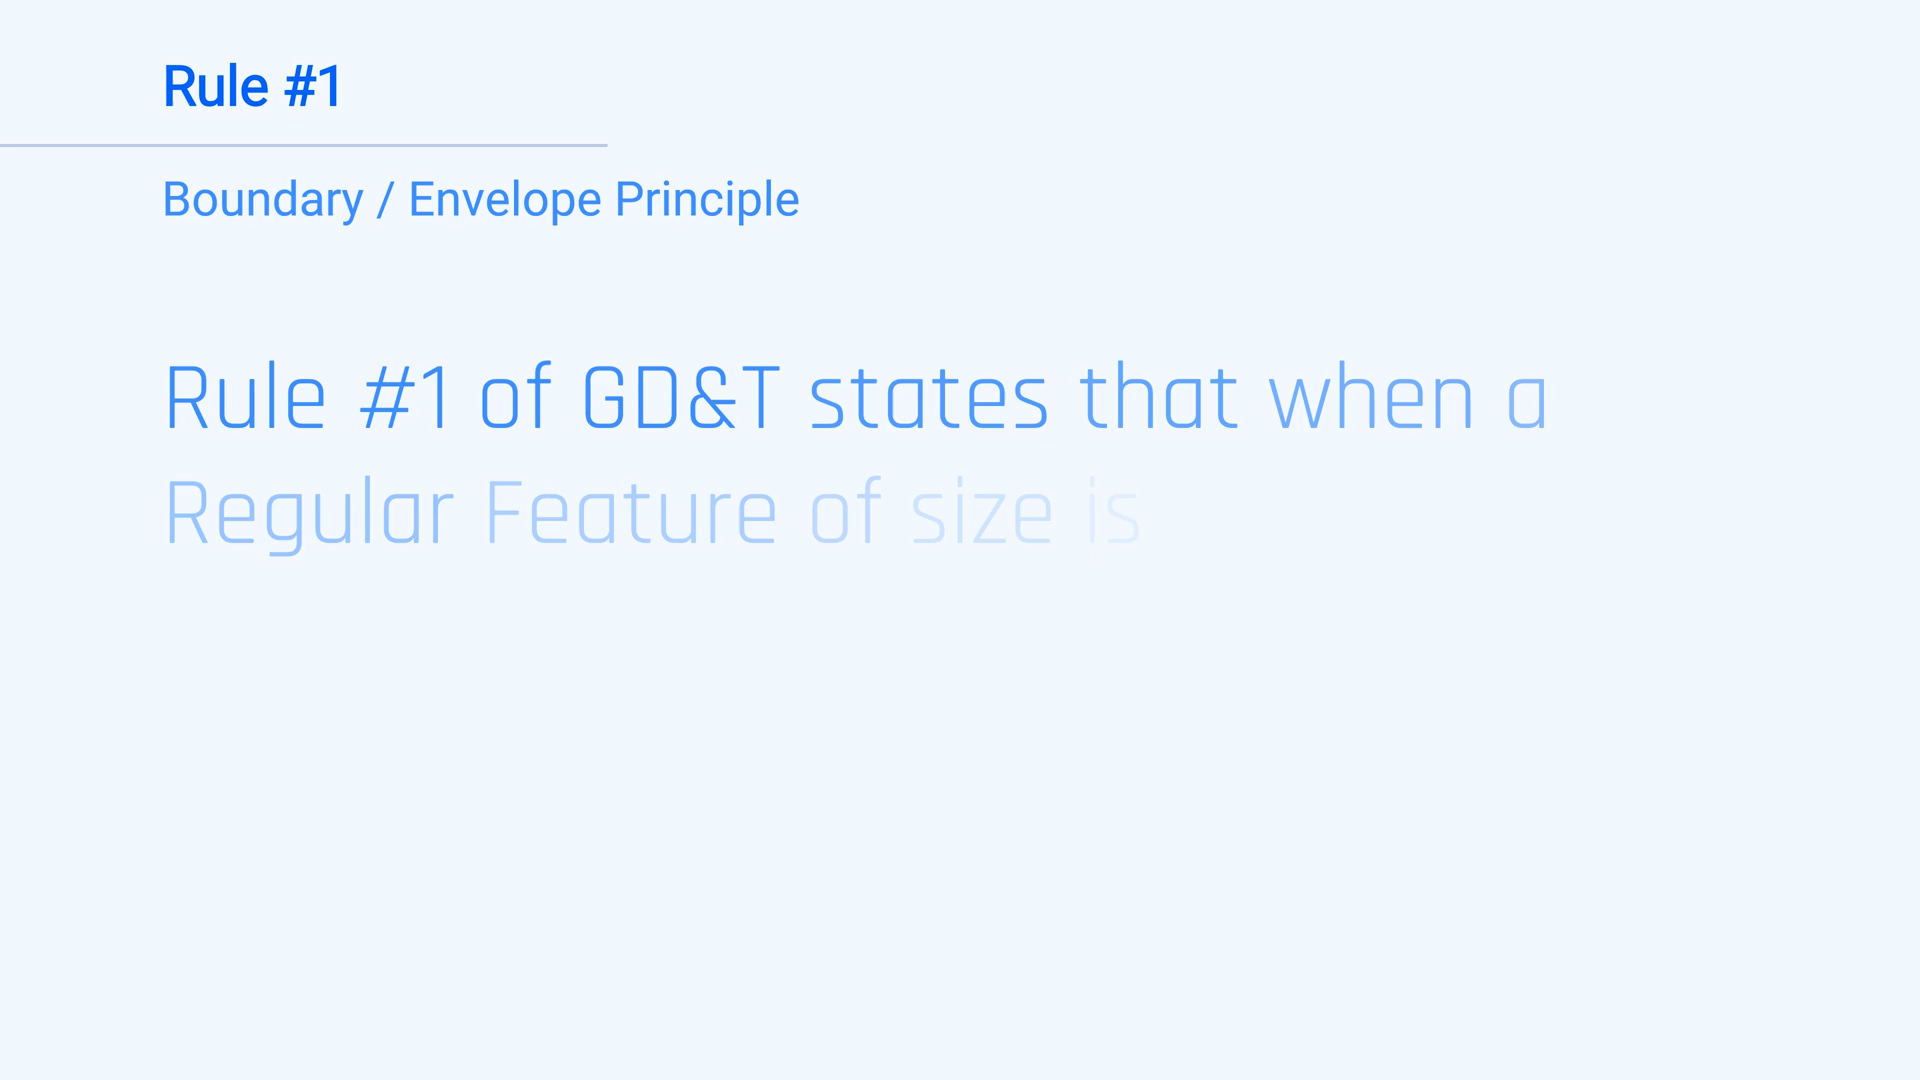 Rule #1
Boundary / Envelope Principle
Rule #1 of GD&T states that when a
Regular Feature of size is